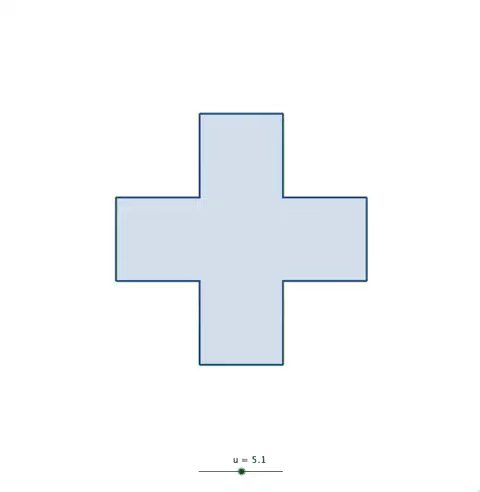 u = 5.1